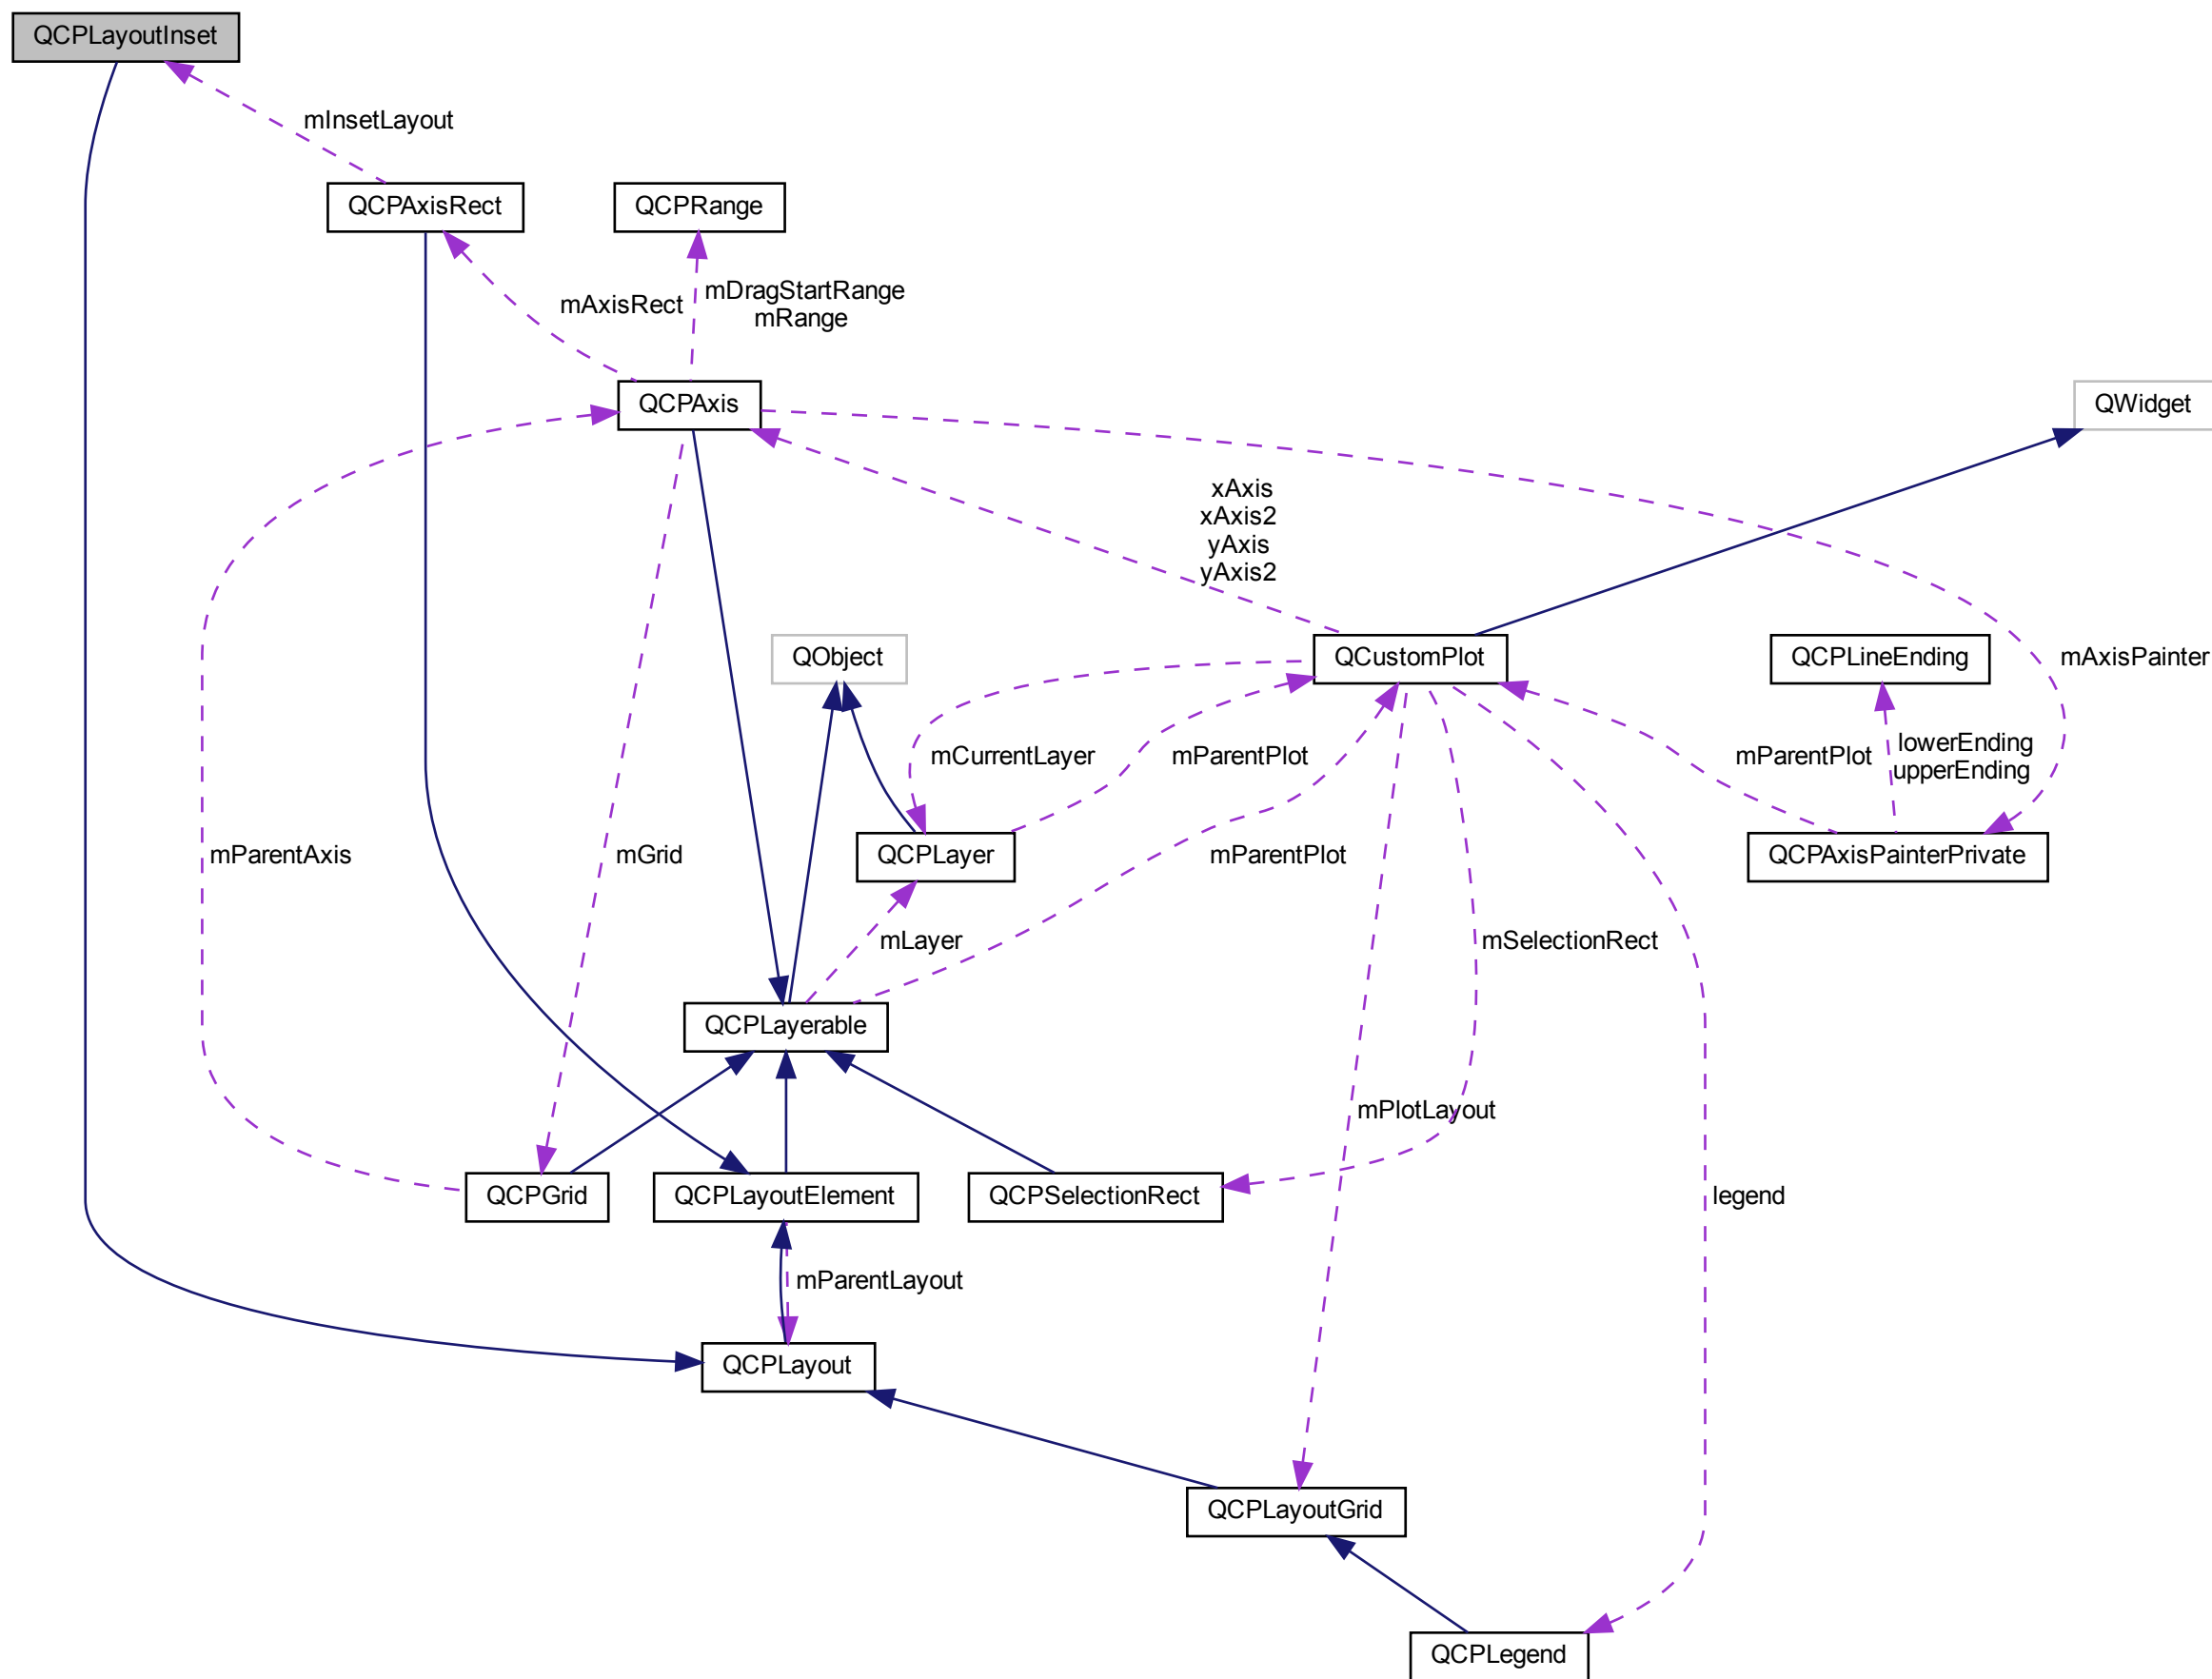 QCPLayoutInset
mInsetLayout
QCPAxisRect
QCPRange
mAxisRect
mDragStartRange
mRange
QCPAxis
QWidget
xAxis
xAxis2
yAxis
yAxis2
QObject
QCustomPlot
QCPLineEnding
mAxisPainter
mCurrentLayer
mParentPlot
mParentPlot
lowerEnding
upperEnding
mParentAxis
mGrid
QCPLayer
mParentPlot
QCPAxisPainterPrivate
mLayer
mSelectionRect
QCPLayerable
mPlotLayout
QCPGrid
QCPLayoutElement
QCPSelectionRect
legend
mParentLayout
QCPLayout
QCPLayoutGrid
QCPLegend